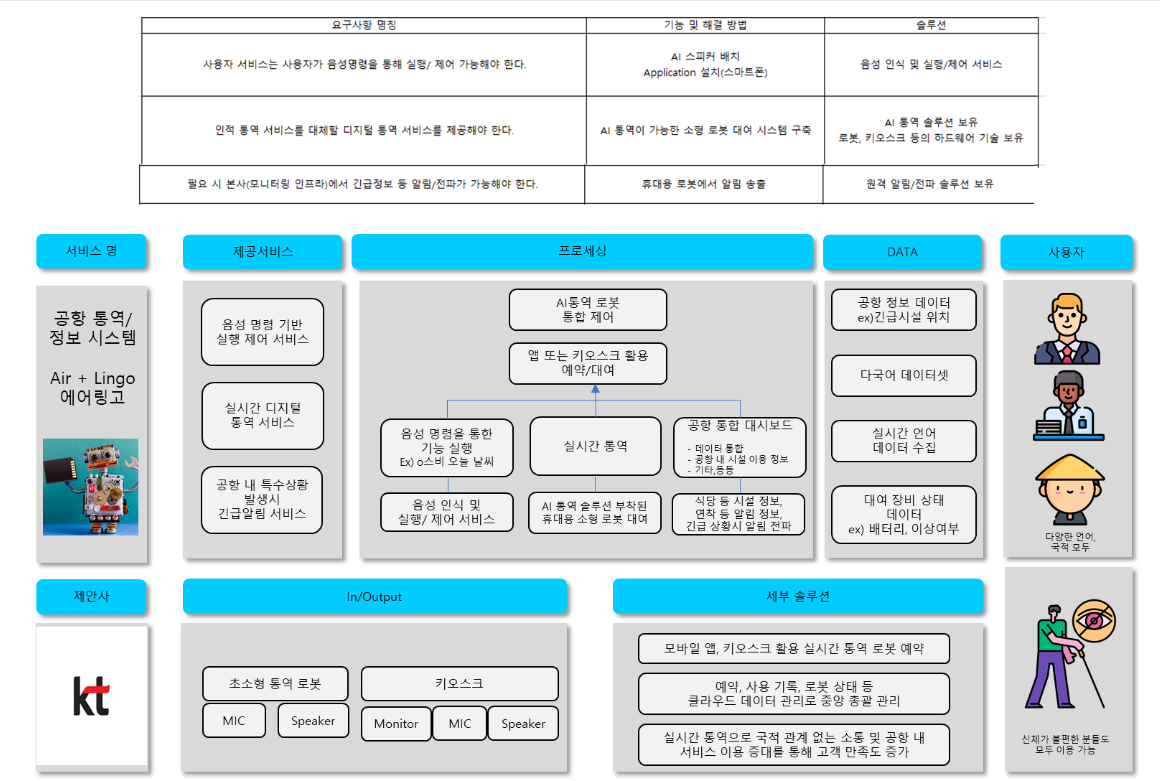 요구사항 명칭 기능 및 해결 방법 솔루션
사용자 서비스는 사용자가 음성명령을 통해 실행/ 제어 가능해야 한다.
AI 스피커 배치
Application 설치(스마트폰)
음성 인식 및 실행/제어 서비스
인적 통역 서비스를 대체할 디지털 통역 서비스를 제공해야 한다.
AI 통역이 가능한 소형 로봇 대여 시스템 구축
AI 통역 솔루션 보유
로봇, 키오스크 등의 하드웨어 기술 보유
필요 시 본사(모니터링 인프라)에서 긴급정보 등 알림/전파가 가능해야 한다.
휴대용 로봇에서 알림 송출
원격 알림/전파 솔루션 보유
서비스 명
공항 통역/
정보 시스템
Air + Lingo
에어링고
제공서비스
음성 명령 기반
실행 제어 서비스
실시간 디지털
통역 서비스
공항 내 특수상황
발생시
긴급알림 서비스
프로세싱
AI통역 로봇
통합 제어
앱 또는 키오스크 활용
예약/대여
음성 명령을 통한
기능 실행
Ex) o스비 오늘 날씨
실시간 통역
공항 통합 대시보드
- 데이터 통합
- 공항 내 시설 이용 정보
- 기타,등등
음성 인식 및
실행/ 제어 서비스
AI 통역 솔루션 부착된
휴대용 소형 로봇 대여
식당 등 시설 정보,
연착 등 알림 정보,
긴급 상황시 알림 전파
DATA
공항 정보 데이터
ex)긴급시설 위치
다국어 데이터셋
실시간 언어
데이터 수집
대여 장비 상태
데이터
ex) 배터리, 이상여부
사용자
다양한 언어,
국적 모두
신체가 불편한 분들도
모두 이용 가능
제안사
kt
In/Output
초소형 통역 로봇
MIC
Speaker
키오스크
Monitor
MIC
Speaker
세부 솔루션
모바일 앱, 키오스크 활용 실시간 통역 로봇 예약
예약, 사용 기록, 로봇 상태 등
클라우드 데이터 관리로 중앙 총괄 관리
실시간 통역으로 국적 관계 없는 소통 및 공항 내
서비스 이용 증대를 통해 고객 만족도 증가